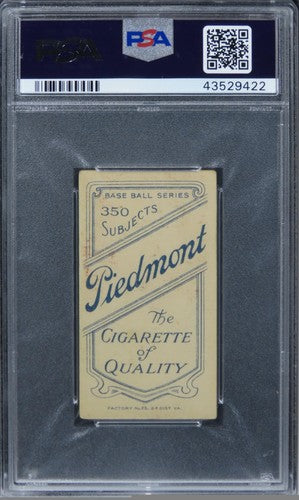 PSA
PSA
43529422
BASE BALL SERIES
350
SUBJECTS
Piedmont
The
CIGARETTE
of
QUALITY
FACTORY No. 25, 2nd DIST. VA.